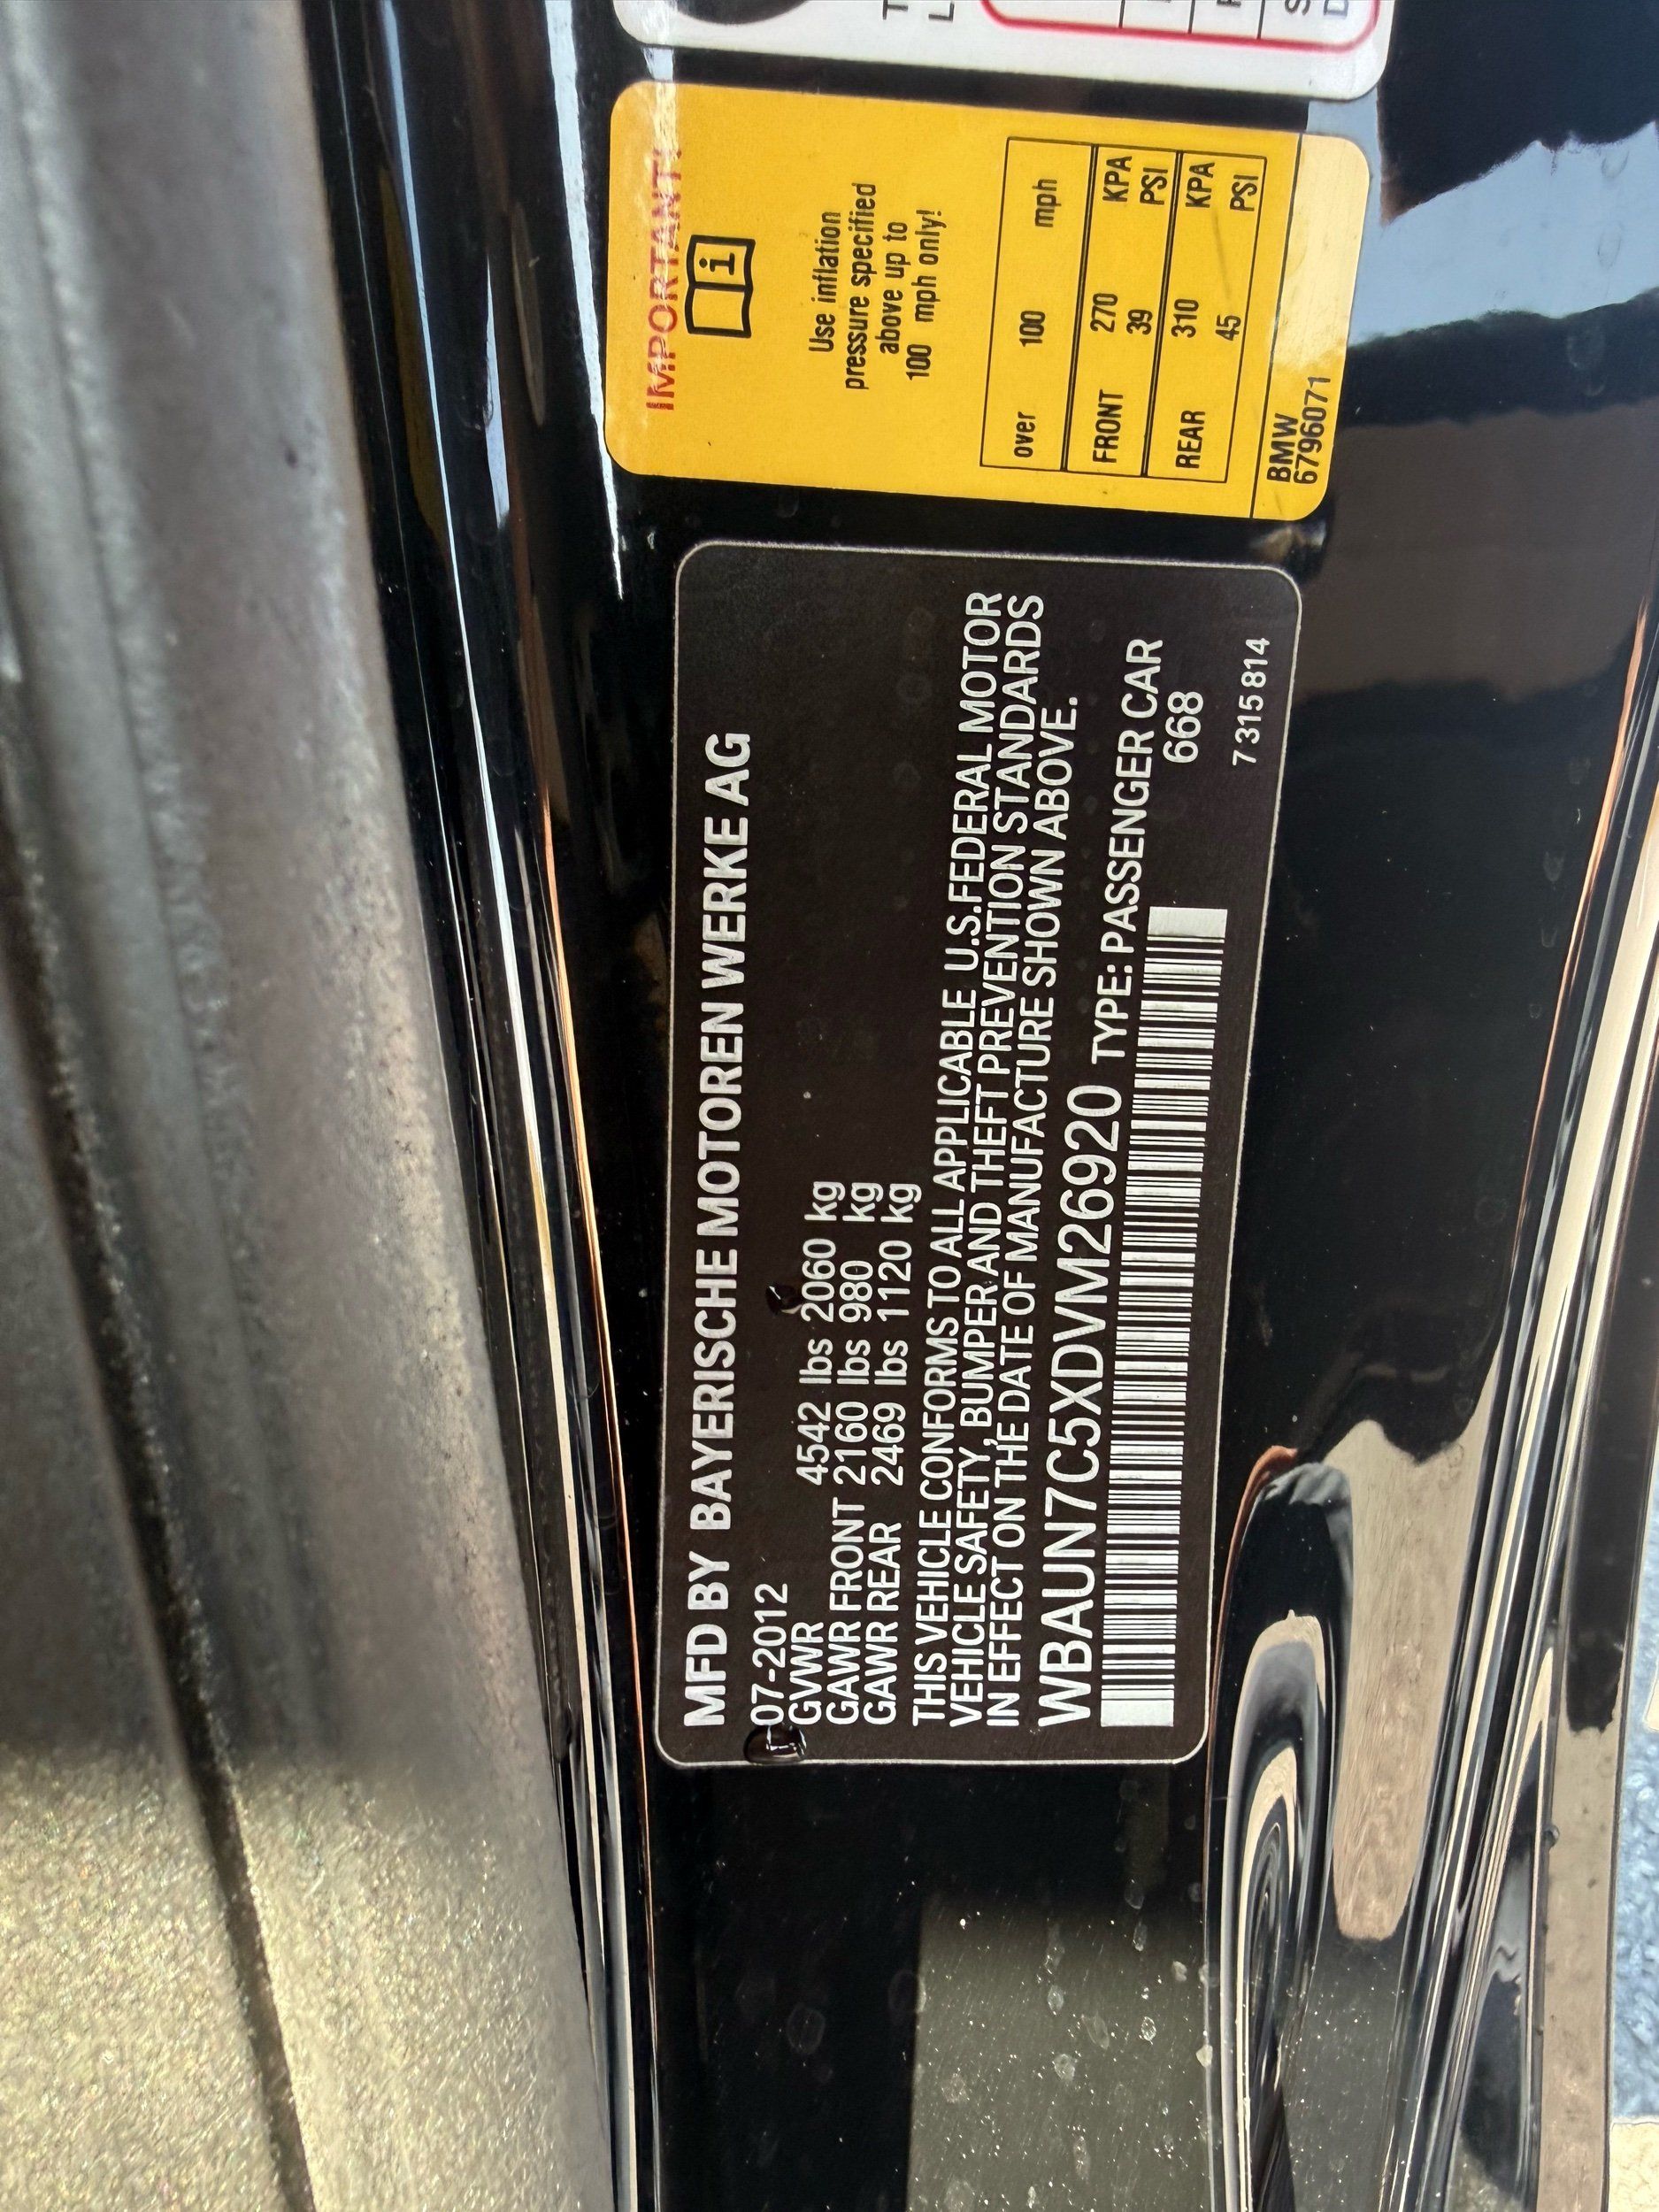 MFD BY BAYERISCHE MOTOREN WERKE AG
07-2012
GVWR 4542 lbs 2060 kg
GAWR FRONT 2160 lbs 980 kg
GAWR REAR 2469 lbs 1120 kg
THIS VEHICLE CONFORMS TO ALL APPLICABLE U.S.FEDERAL MOTOR
VEHICLE SAFETY, BUMPER AND THEFT PREVENTION STANDARDS
IN EFFECT ON THE DATE OF MANUFACTURE SHOWN ABOVE.
WBAUN7C5XDVM26920 TYPE: PASSENGER CAR
668
7315814
IMPORTANT!
i
Use inflation
pressure specified
above up to
100 mph only!
over 100 mph
FRONT 270 KPA
39 PSI
REAR 310 KPA
45 PSI
BMW
6796071